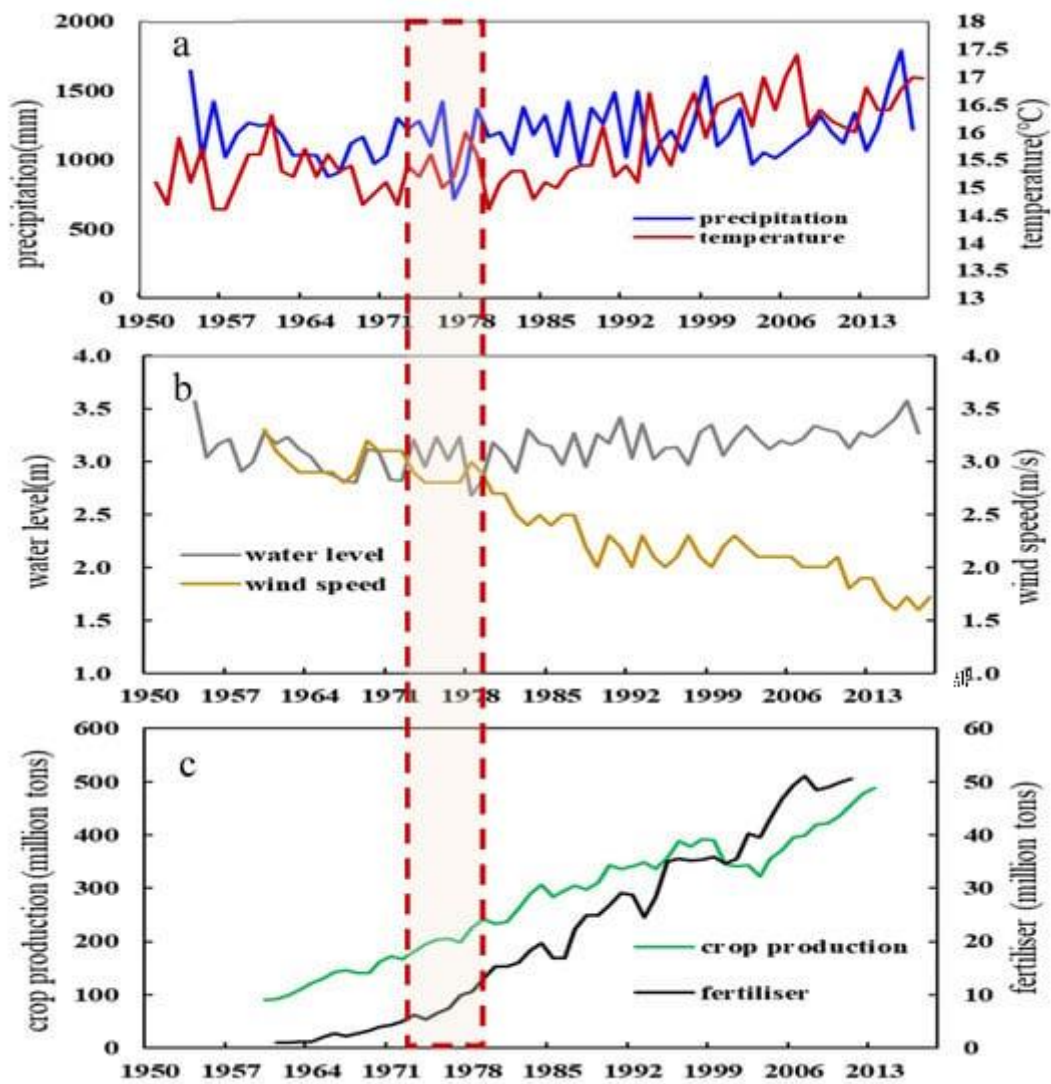 a
2000
1500
1000
500
0
precipitation(mm)
18
17.5
17
16.5
16
15.5
15
14.5
14
13.5
13
temperature(°C)
precipitation
temperature
1950 1957 1964 1971 1978 1985 1992 1999 2006 2013
b
4.0
3.5
3.0
2.5
2.0
1.5
1.0
water level(m)
4.0
3.5
3.0
2.5
2.0
1.5
1.0
wind speed(m/s)
water level
wind speed
1950 1957 1964 1971 1978 1985 1992 1999 2006 2013
c
600
500
400
300
200
100
0
crop production(million tons)
60
50
40
30
20
10
0
fertiliser (million tons)
crop production
fertiliser
1950 1957 1964 1971 1978 1985 1992 1999 2006 2013